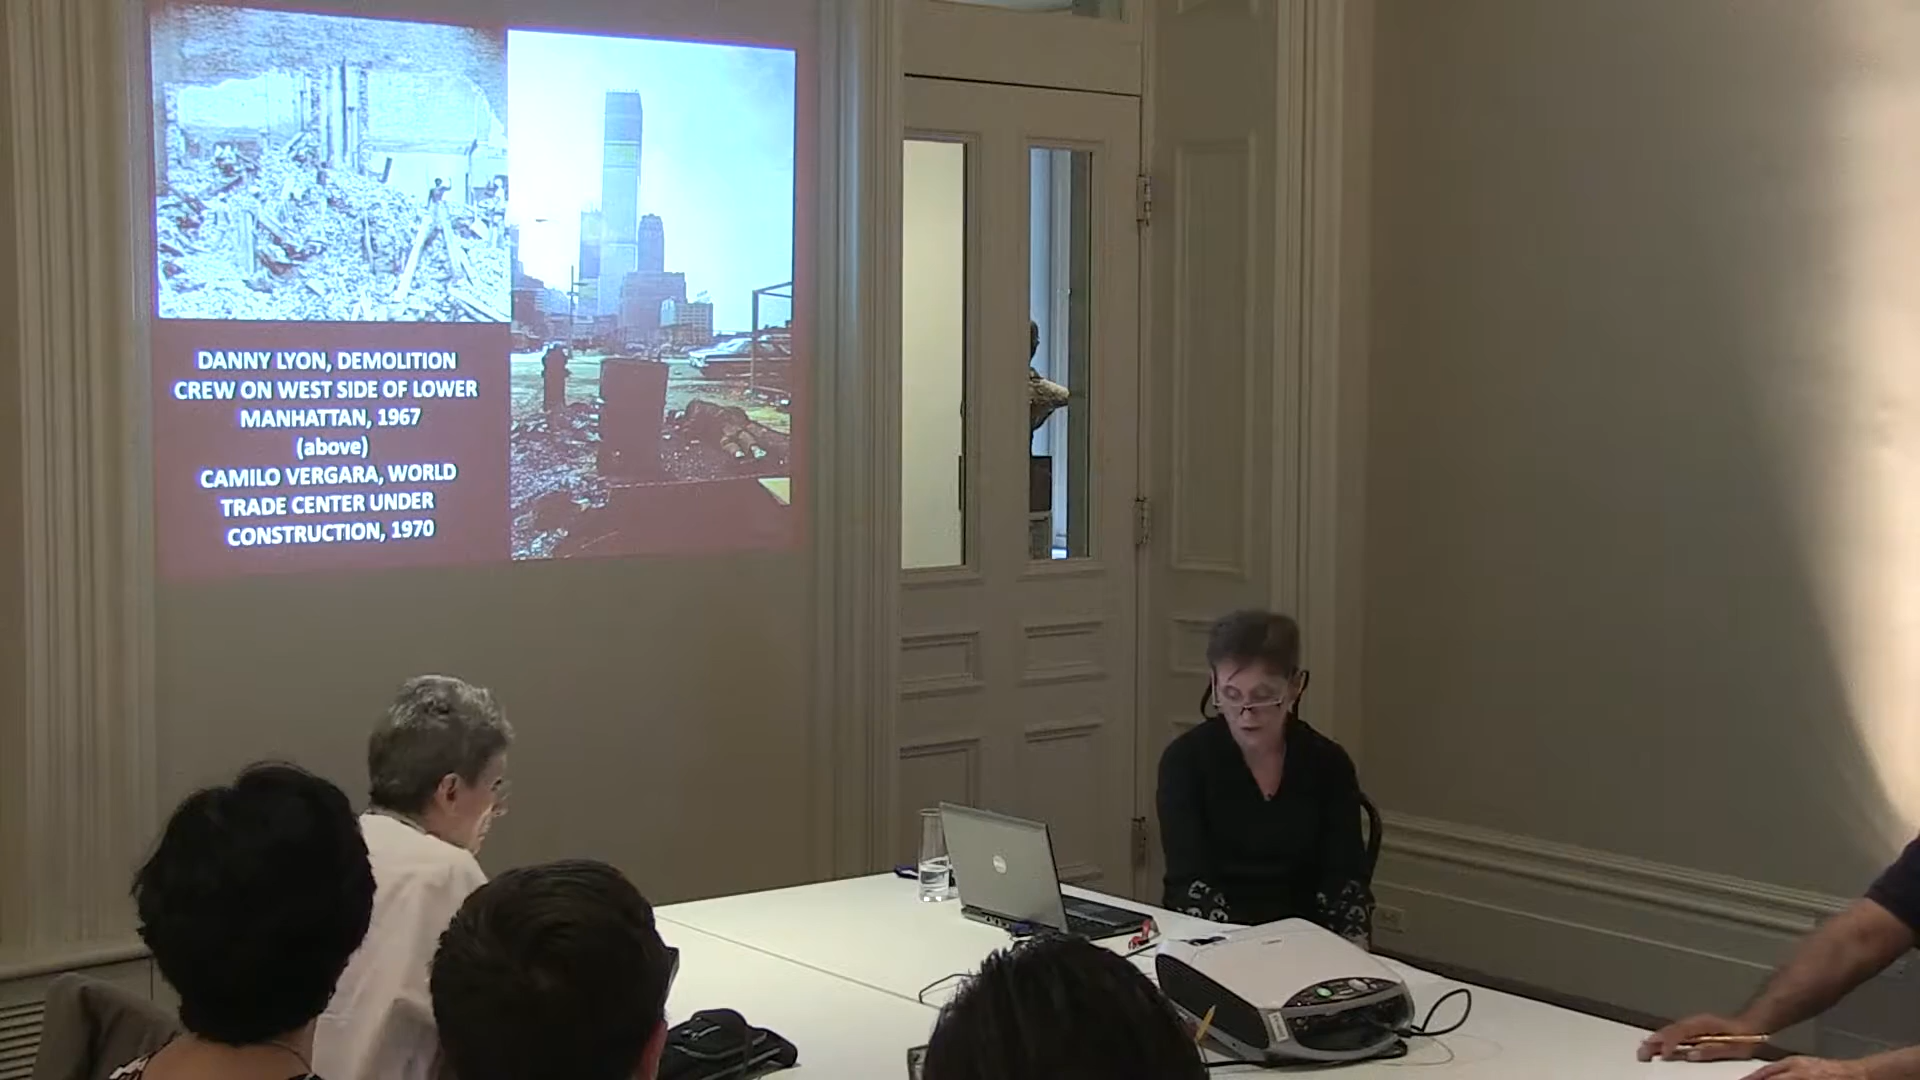 DANNY LYON, DEMOLITION
CREW ON WEST SIDE OF LOWER
MANHATTAN, 1967
(above)
CAMILO VERGARA, WORLD
TRADE CENTER UNDER
CONSTRUCTION, 1970